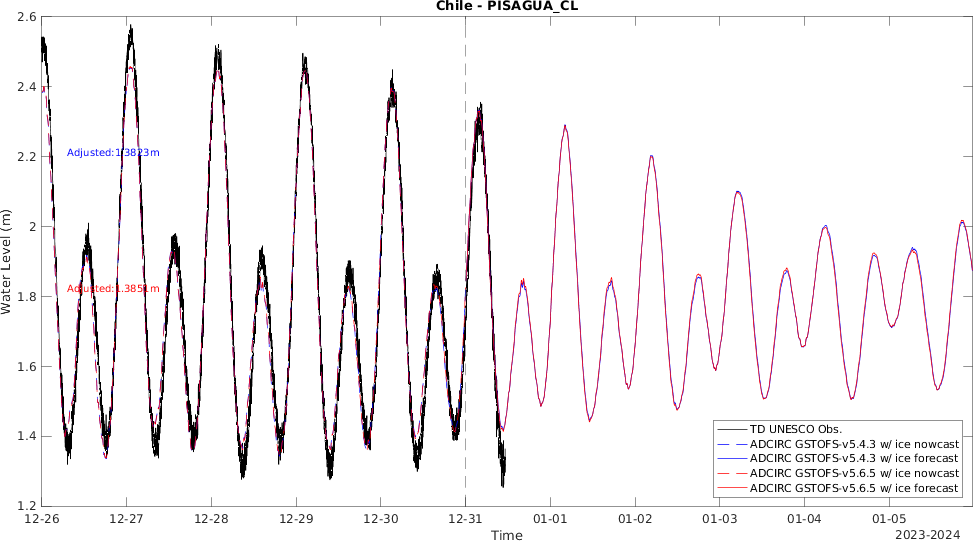 Chile - PISAGUA_CL
2.6
2.4
2.2
2
1.8
1.6
1.4
1.2
Water Level (m)
Adjusted:1.3823m
Adjusted:1.3851m
TD UNESCO Obs.
ADCIRC GSTOFS-v5.4.3 w/ ice nowcast
ADCIRC GSTOFS-v5.4.3 w/ ice forecast
ADCIRC GSTOFS-v5.6.5 w/ ice nowcast
ADCIRC GSTOFS-v5.6.5 w/ ice forecast
12-26 12-27 12-28 12-29 12-30 12-31 01-01 01-02 01-03 01-04 01-05
Time
2023-2024